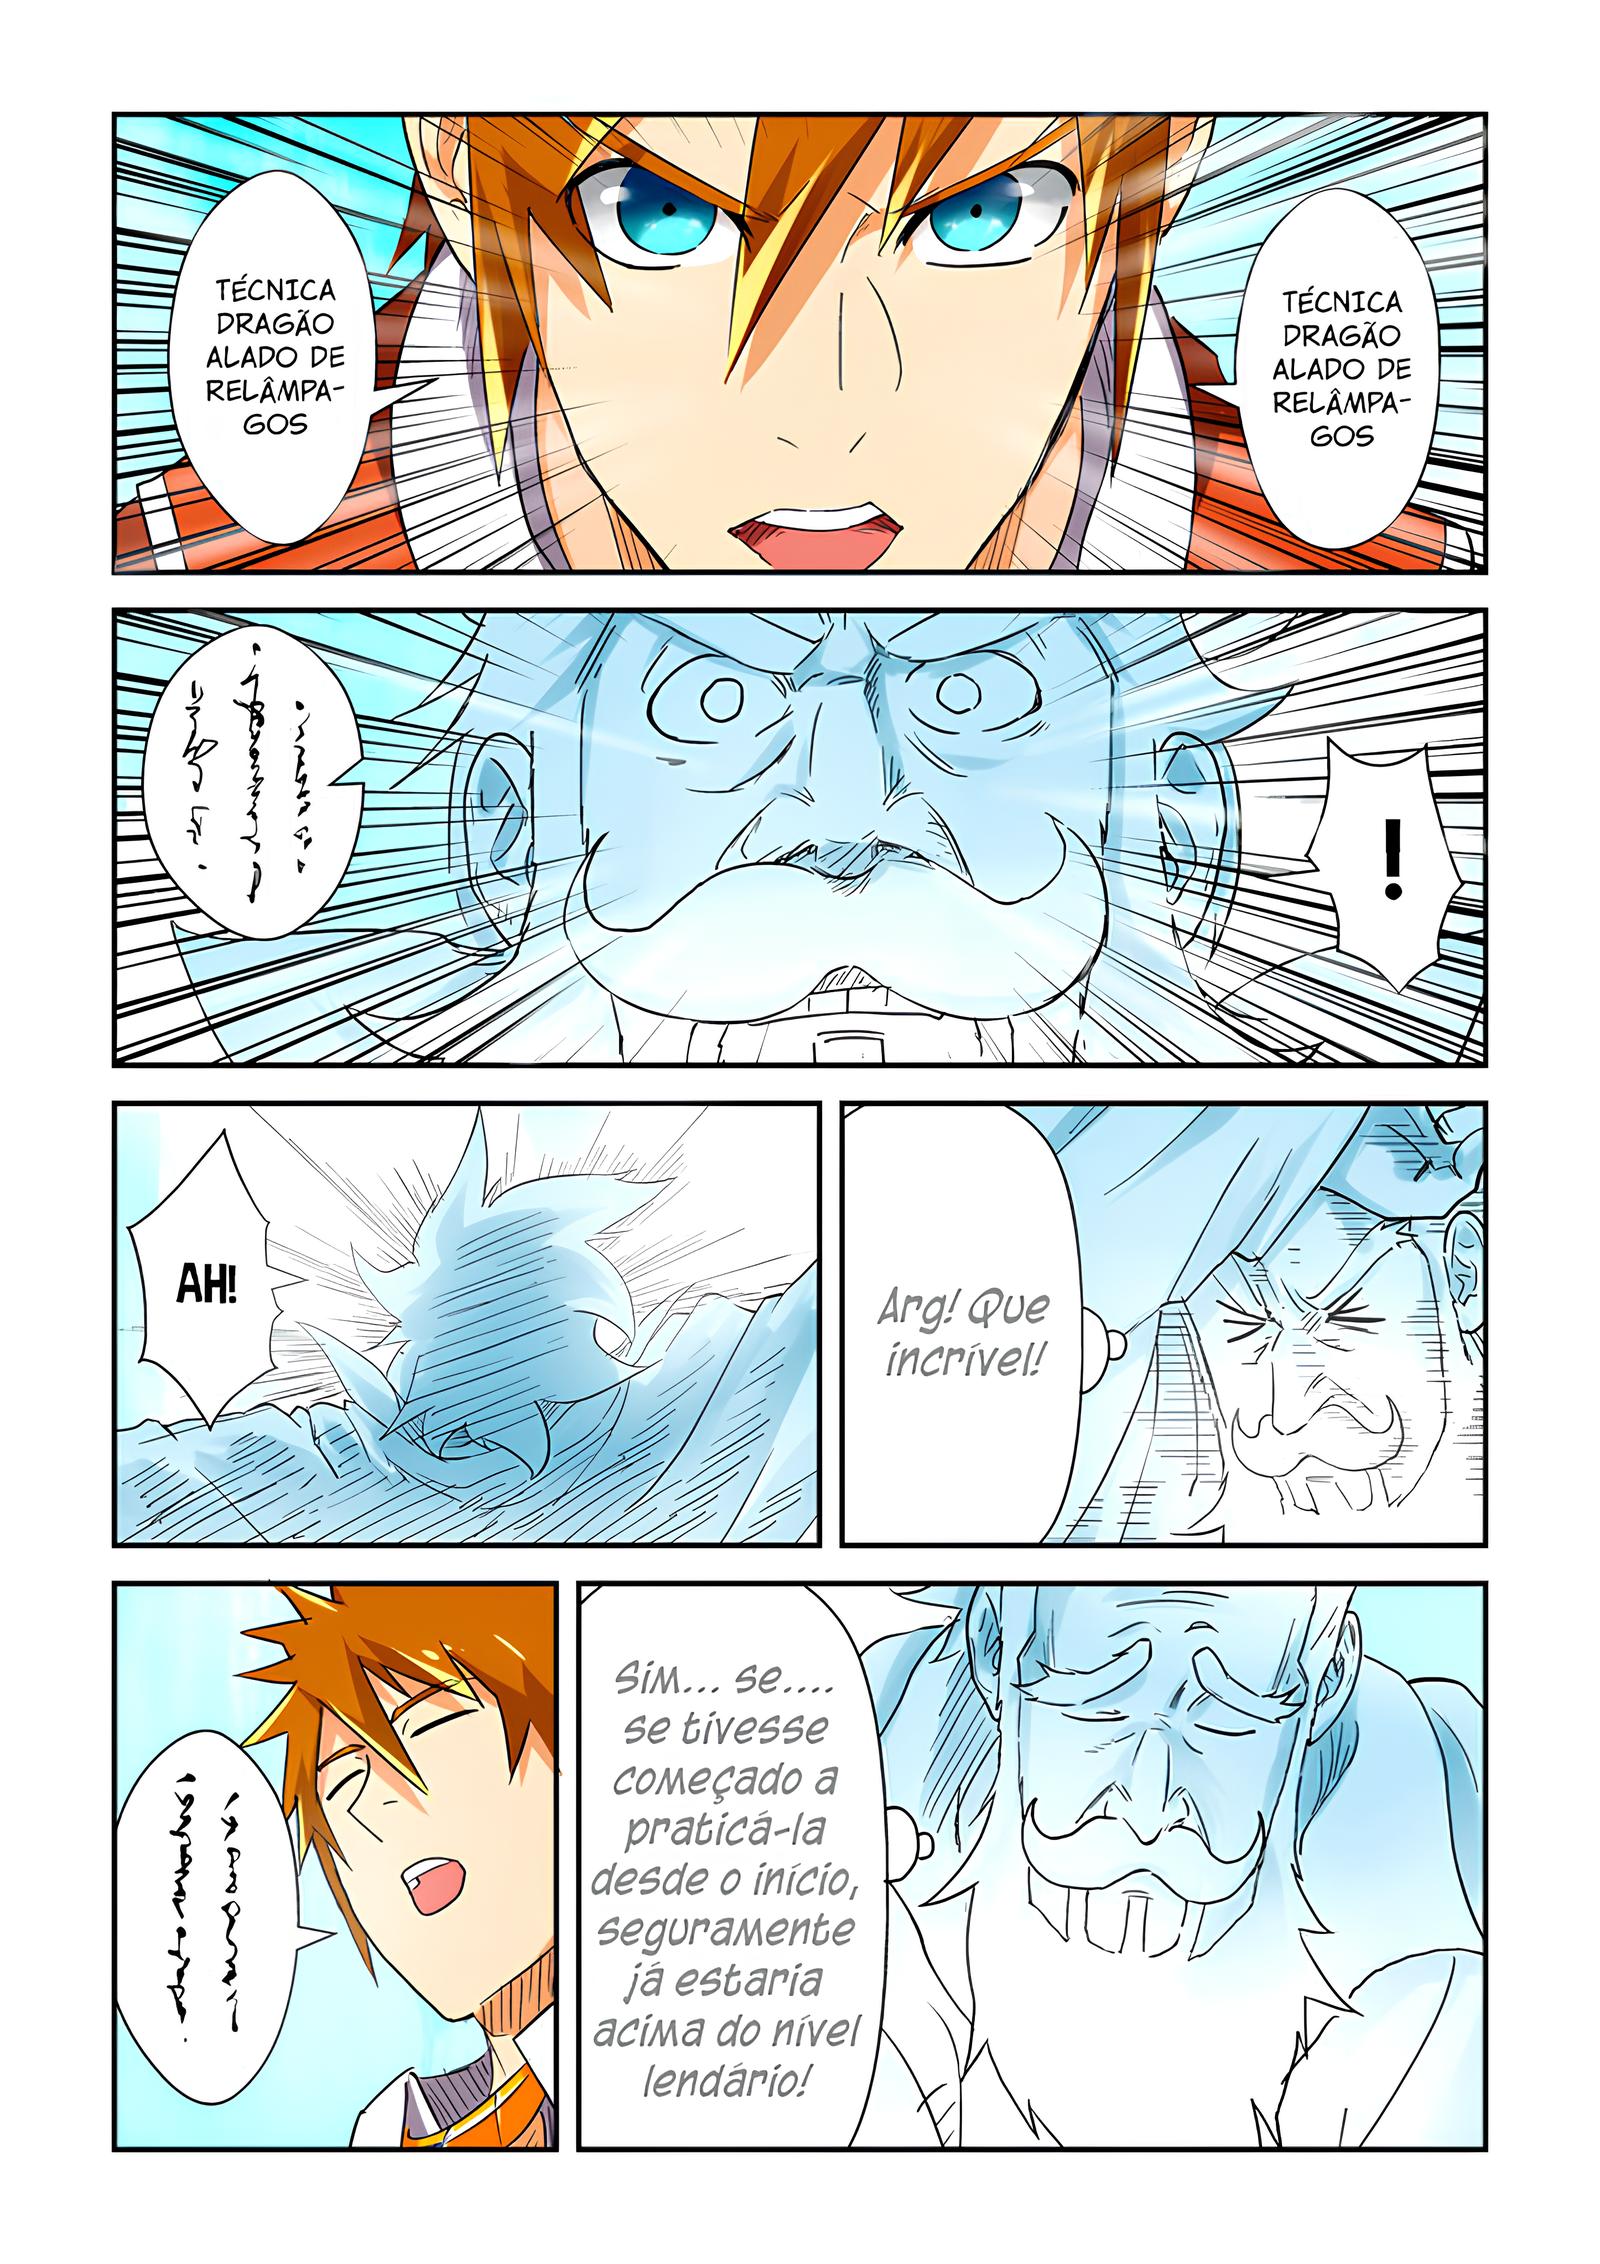 TÉCNICA
DRAGÃO
ALADO DE
RELÂMPA-
GOS
TÉCNICA
DRAGÃO
ALADO DE
RELÂMPA-
GOS
!
AH!
Arg! Que
incrível!
Sim... se....
se tivesse
começado a
praticá-la
desde o início,
seguramente
já estaria
acima do nível
lendário!